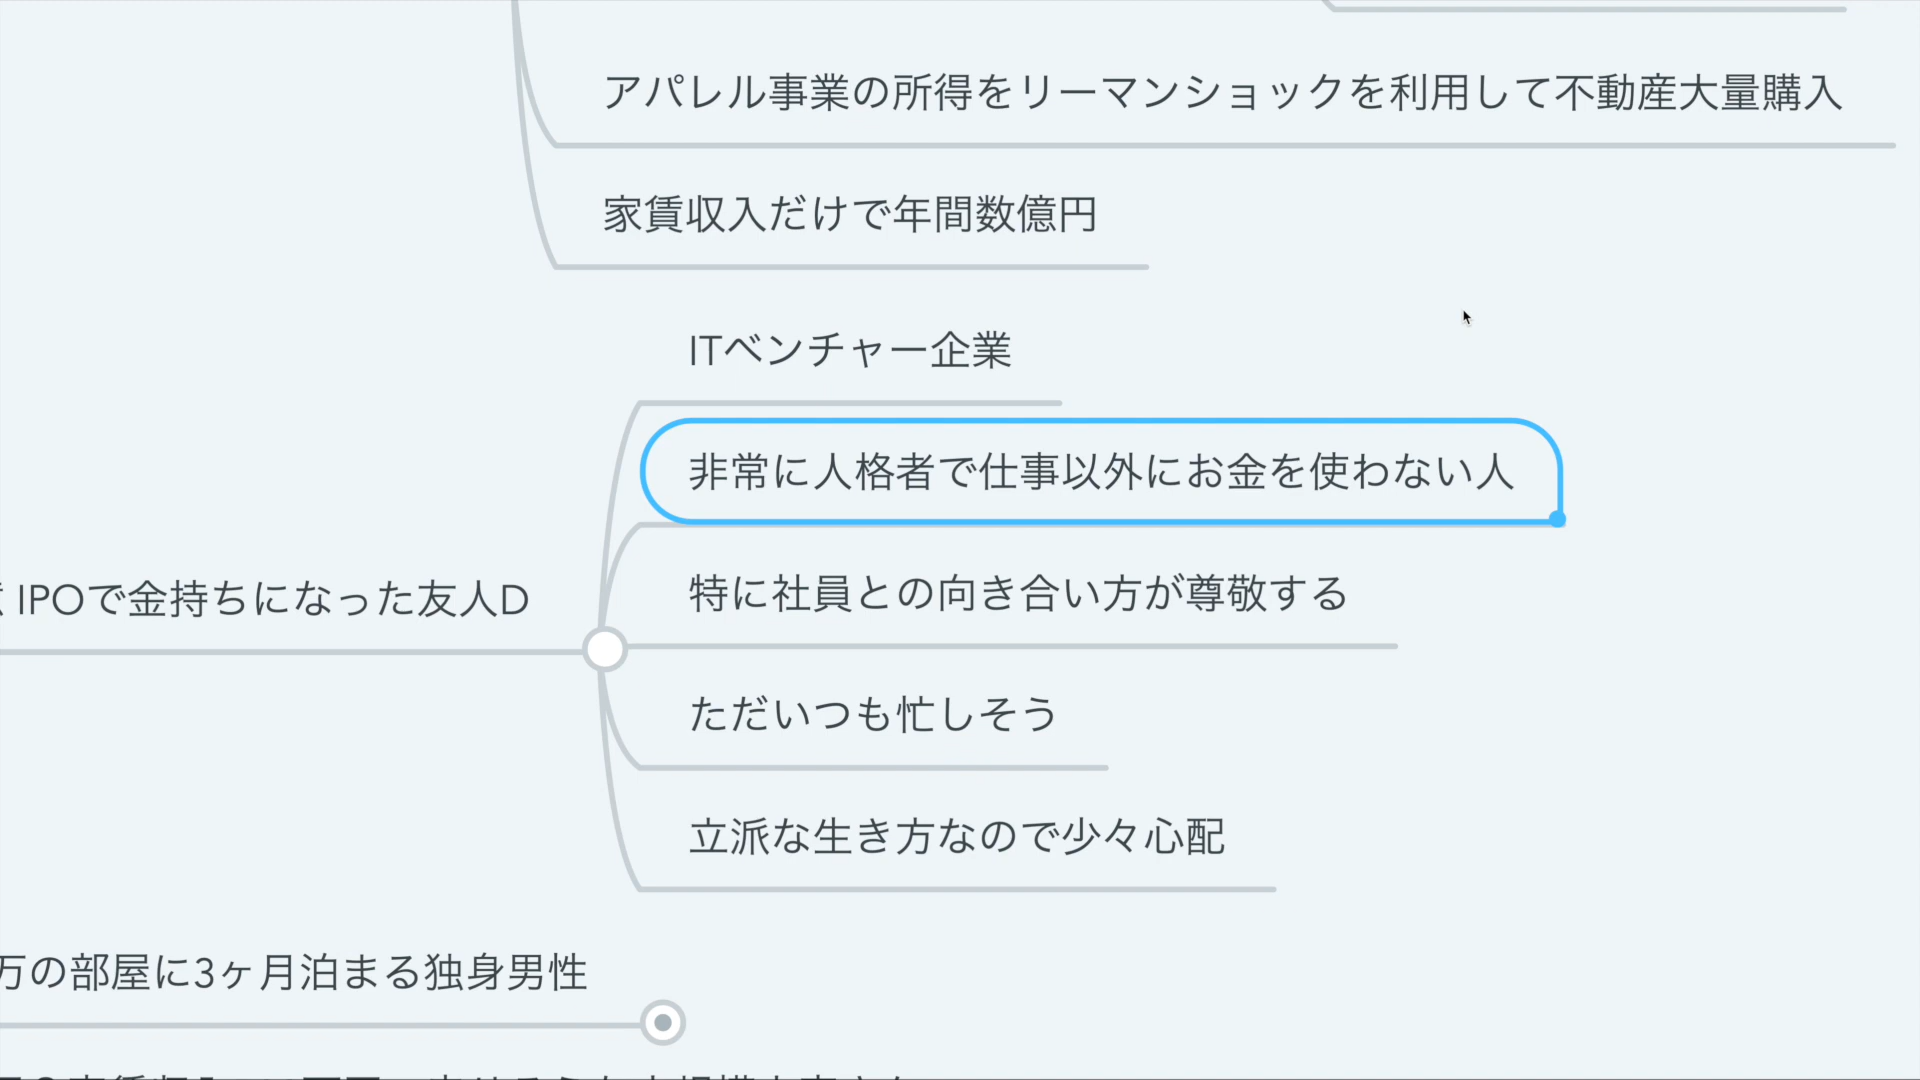 アパレル事業の所得をリーマンショックを利用して不動産大量購入
家賃収入だけで年間数億円
ITベンチャー企業
非常に人格者で仕事以外にお金を使わない人
特に社員との向き合い方が尊敬する
IPOで金持ちになった友人D
ただいつも忙しそう
立派な生き方なので少々心配
万の部屋に3ヶ月泊まる独身男性